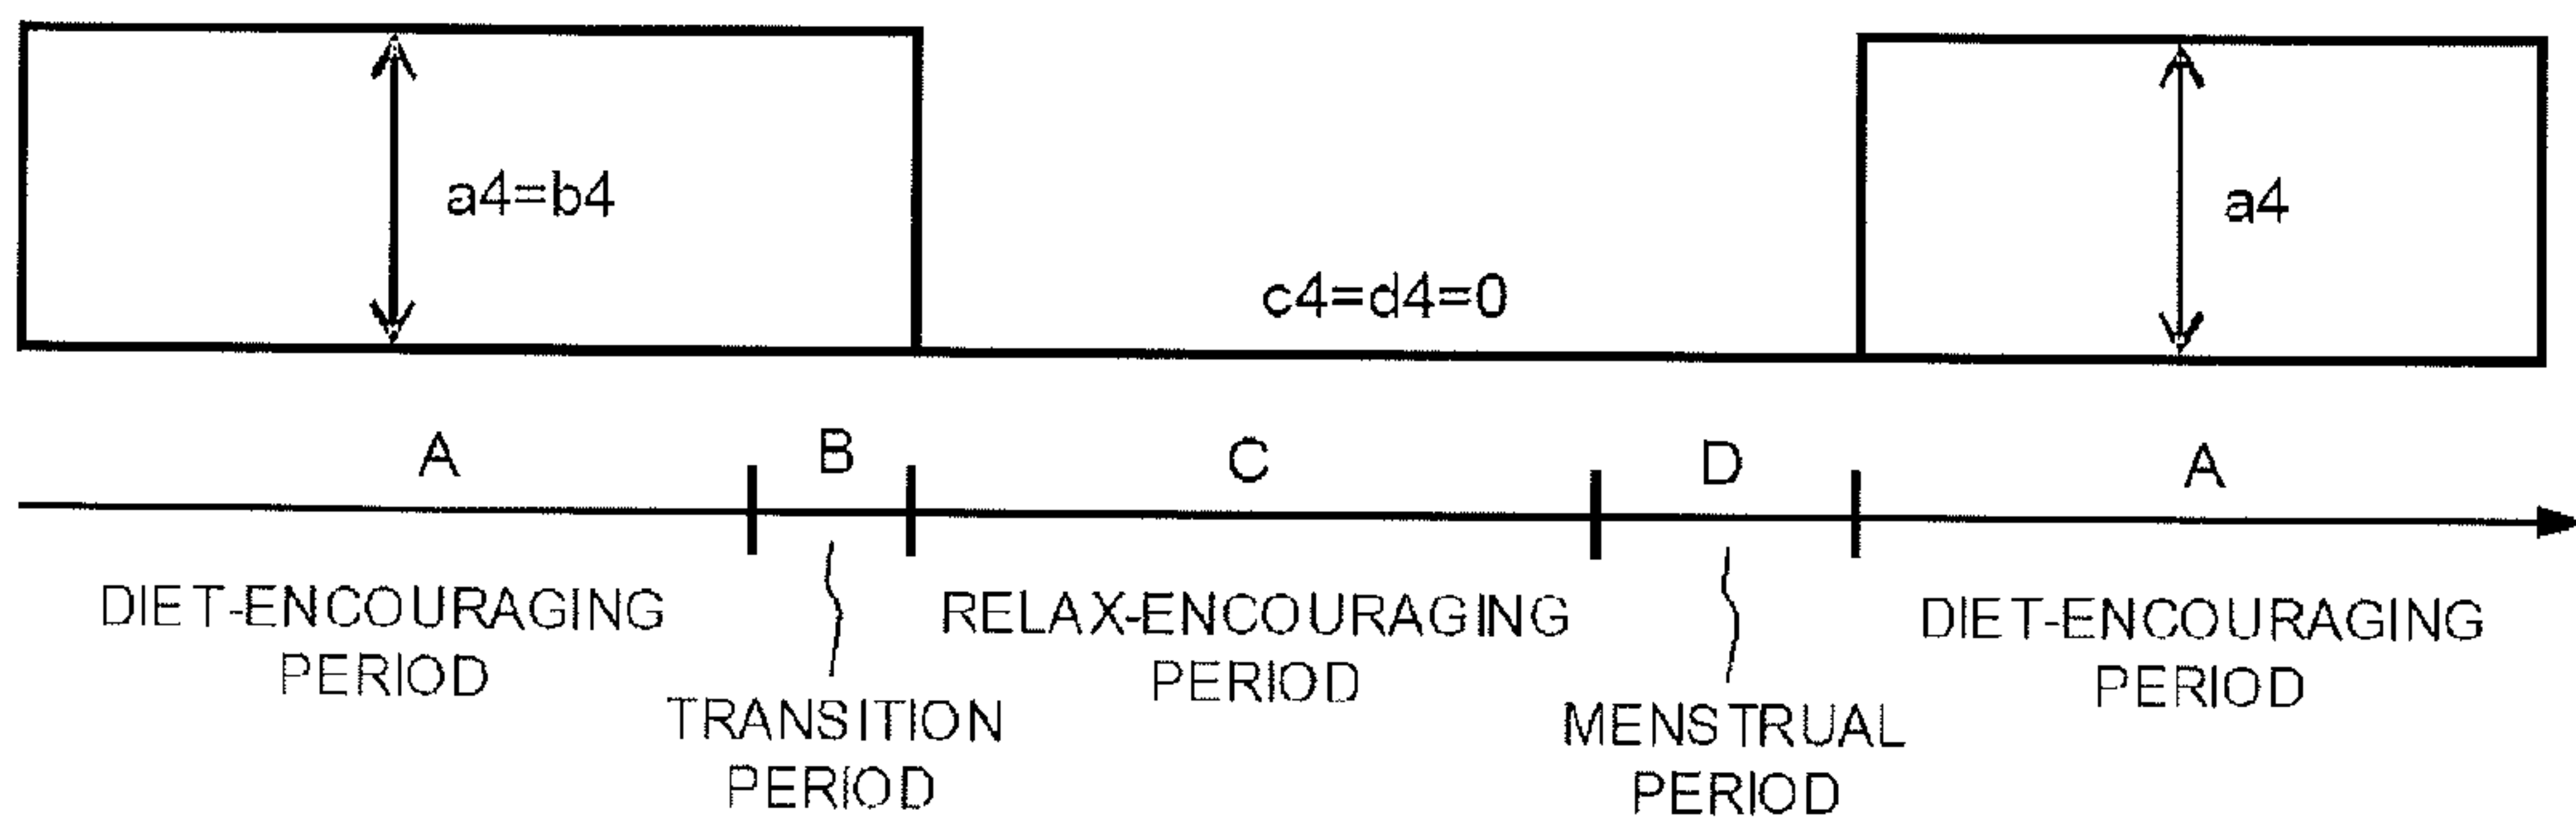 a4=b4
a4
c4=d4=0
A
B
C
D
A
DIET-ENCOURAGING
PERIOD
TRANSITION
PERIOD
RELAX-ENCOURAGING
PERIOD
MENSTRUAL
PERIOD
DIET-ENCOURAGING
PERIOD